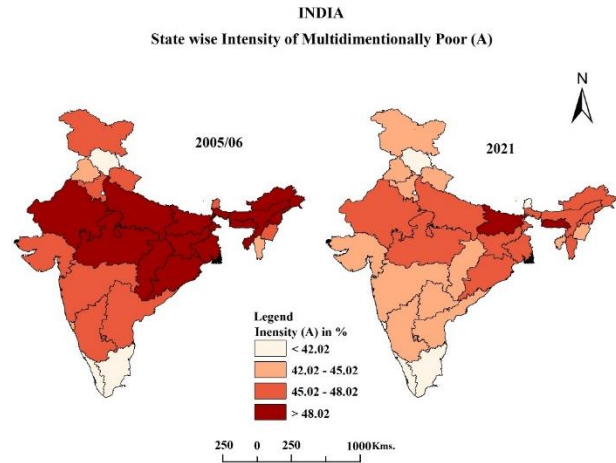 INDIA
State wise Intensity of Multidimentionally Poor (A)
N
2005/06
2021
Legend
Inensity (A) in %
< 42.02
42.02 - 45.02
45.02 - 48.02
> 48.02
250 0 250 1000 Kms.